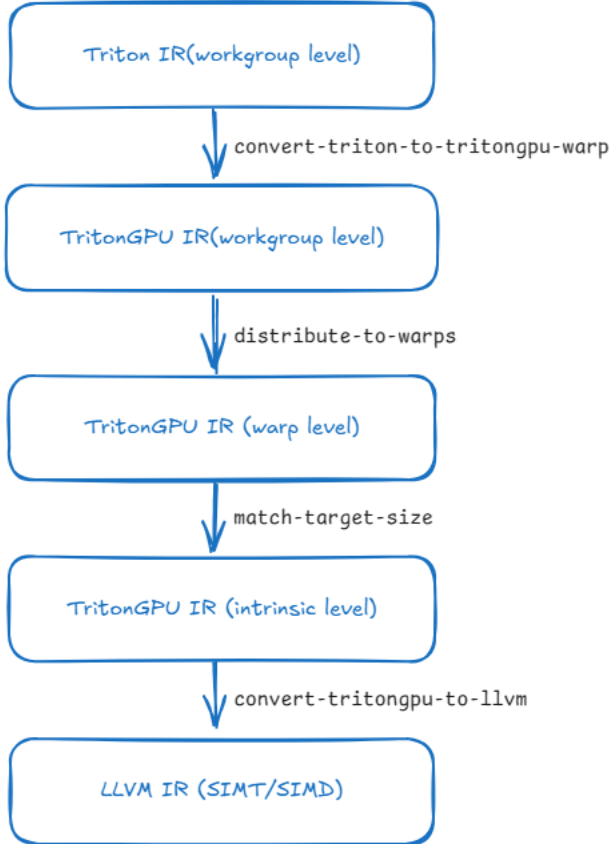 Triton IR(workgroup level)
convert-triton-to-tritongpu-warp
TritonGPU IR(workgroup level)
distribute-to-warps
TritonGPU IR (warp level)
match-target-size
TritonGPU IR (intrinsic level)
convert-tritongpu-to-llvm
LLVM IR (SIMT/SIMD)